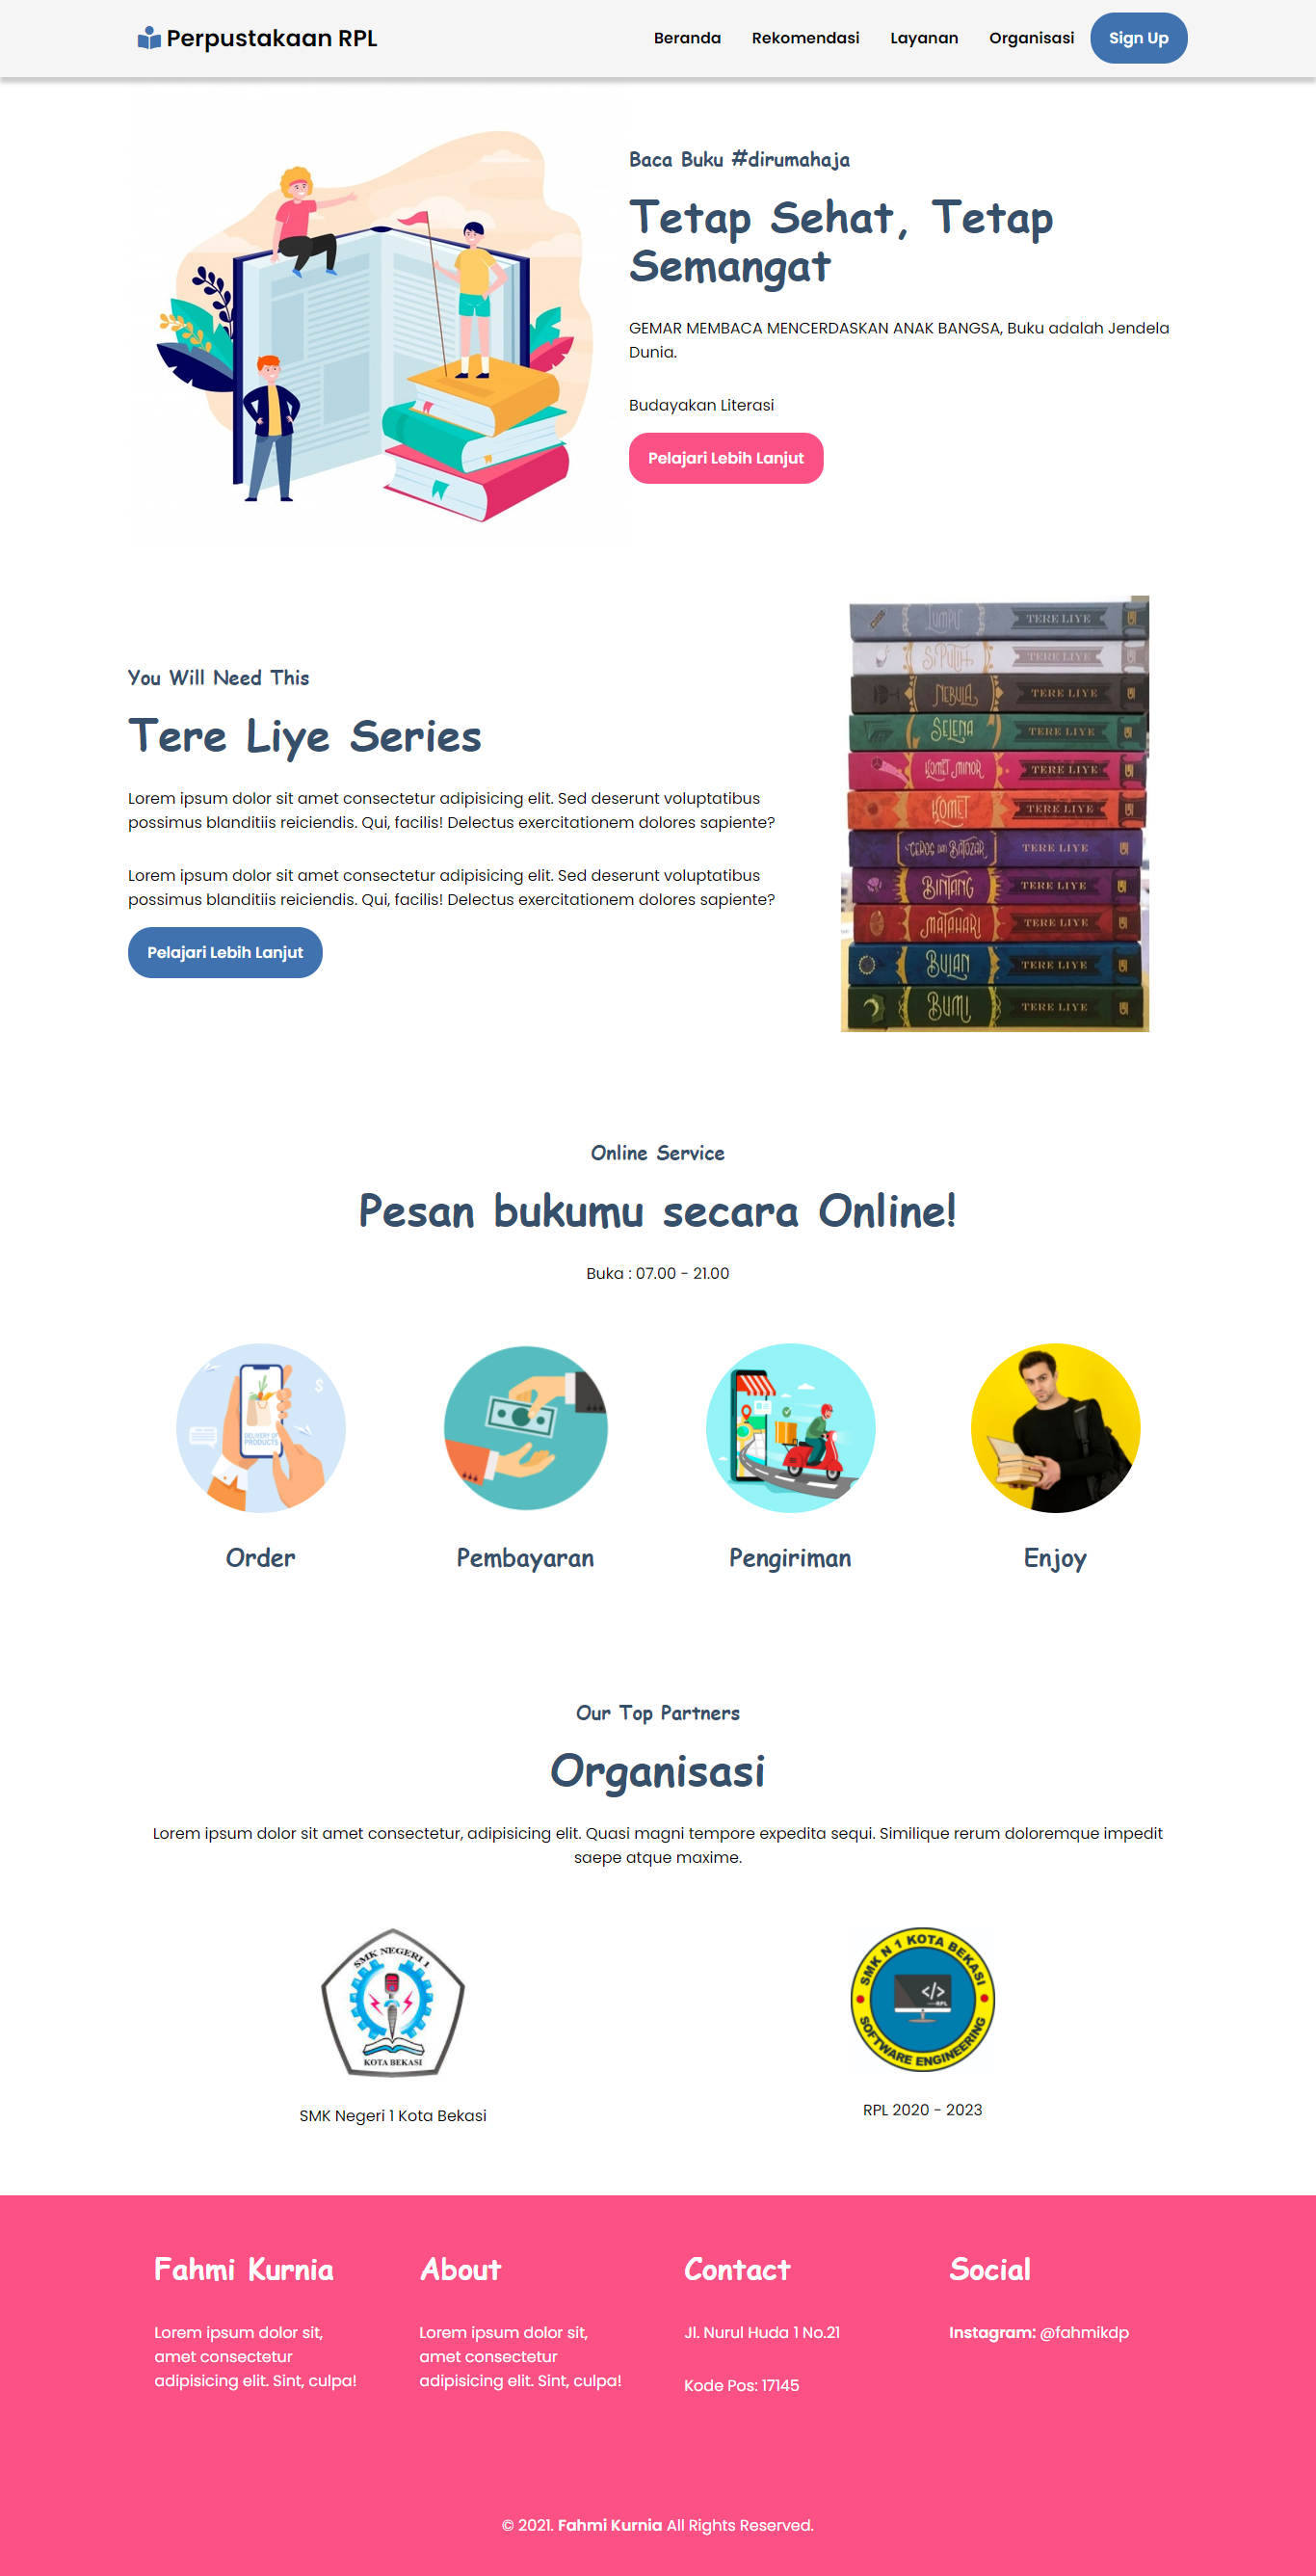 Perpustakaan RPL
Beranda
Rekomendasi
Layanan
Organisasi
Sign Up
Baca Buku #dirumahaja
Tetap Sehat, Tetap
Semangat
GEMAR MEMBACA MENCERDASKAN ANAK BANGSA, Buku adalah Jendela
Dunia.
Budayakan Literasi
Pelajari Lebih Lanjut
You Will Need This
Tere Liye Series
Lorem ipsum dolor sit amet consectetur adipisicing elit. Sed deserunt voluptatibus
possimus blanditiis reiciendis. Qui, facilis! Delectus exercitationem dolores sapiente?
Lorem ipsum dolor sit amet consectetur adipisicing elit. Sed deserunt voluptatibus
possimus blanditiis reiciendis. Qui, facilis! Delectus exercitationem dolores sapiente?
Pelajari Lebih Lanjut
LUMPU TERE LIYE
SI PUTIH TERE LIYE
NEBULA TERE LIYE
SELENA TERE LIYE
KOMET MINOR TERE LIYE
KOMET TERE LIYE
CEROS DAN BATOZAR TERE LIYE
BINTANG TERE LIYE
MATAHARI TERE LIYE
BULAN TERE LIYE
BUMI TERE LIYE
Online Service
Pesan bukumu secara Online!
Buka : 07.00 - 21.00
DELIVERY OF
PRODUCTS
$
Order
Pembayaran
Pengiriman
Enjoy
Our Top Partners
Organisasi
Lorem ipsum dolor sit amet consectetur, adipisicing elit. Quasi magni tempore expedita sequi. Similique rerum doloremque impedit
saepe atque maxime.
SMK NEGERI 1
KOTA BEKASI
SMK Negeri 1 Kota Bekasi
SMK N 1 KOTA BEKASI
</>
RPL
SOFTWARE ENGINEERING
RPL 2020 - 2023
Fahmi Kurnia
Lorem ipsum dolor sit,
amet consectetur
adipisicing elit. Sint, culpa!
About
Lorem ipsum dolor sit,
amet consectetur
adipisicing elit. Sint, culpa!
Contact
Jl. Nurul Huda 1 No.21
Kode Pos: 17145
Social
Instagram: @fahmikdp
© 2021. Fahmi Kurnia All Rights Reserved.